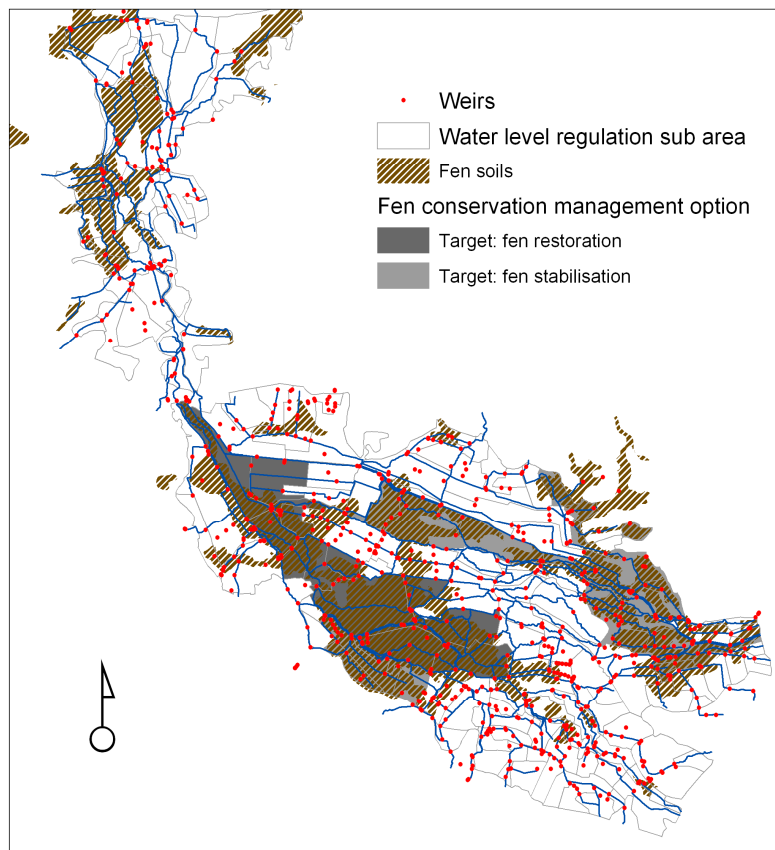 Weirs
Water level regulation sub area
Fen soils
Fen conservation management option
Target: fen restoration
Target: fen stabilisation